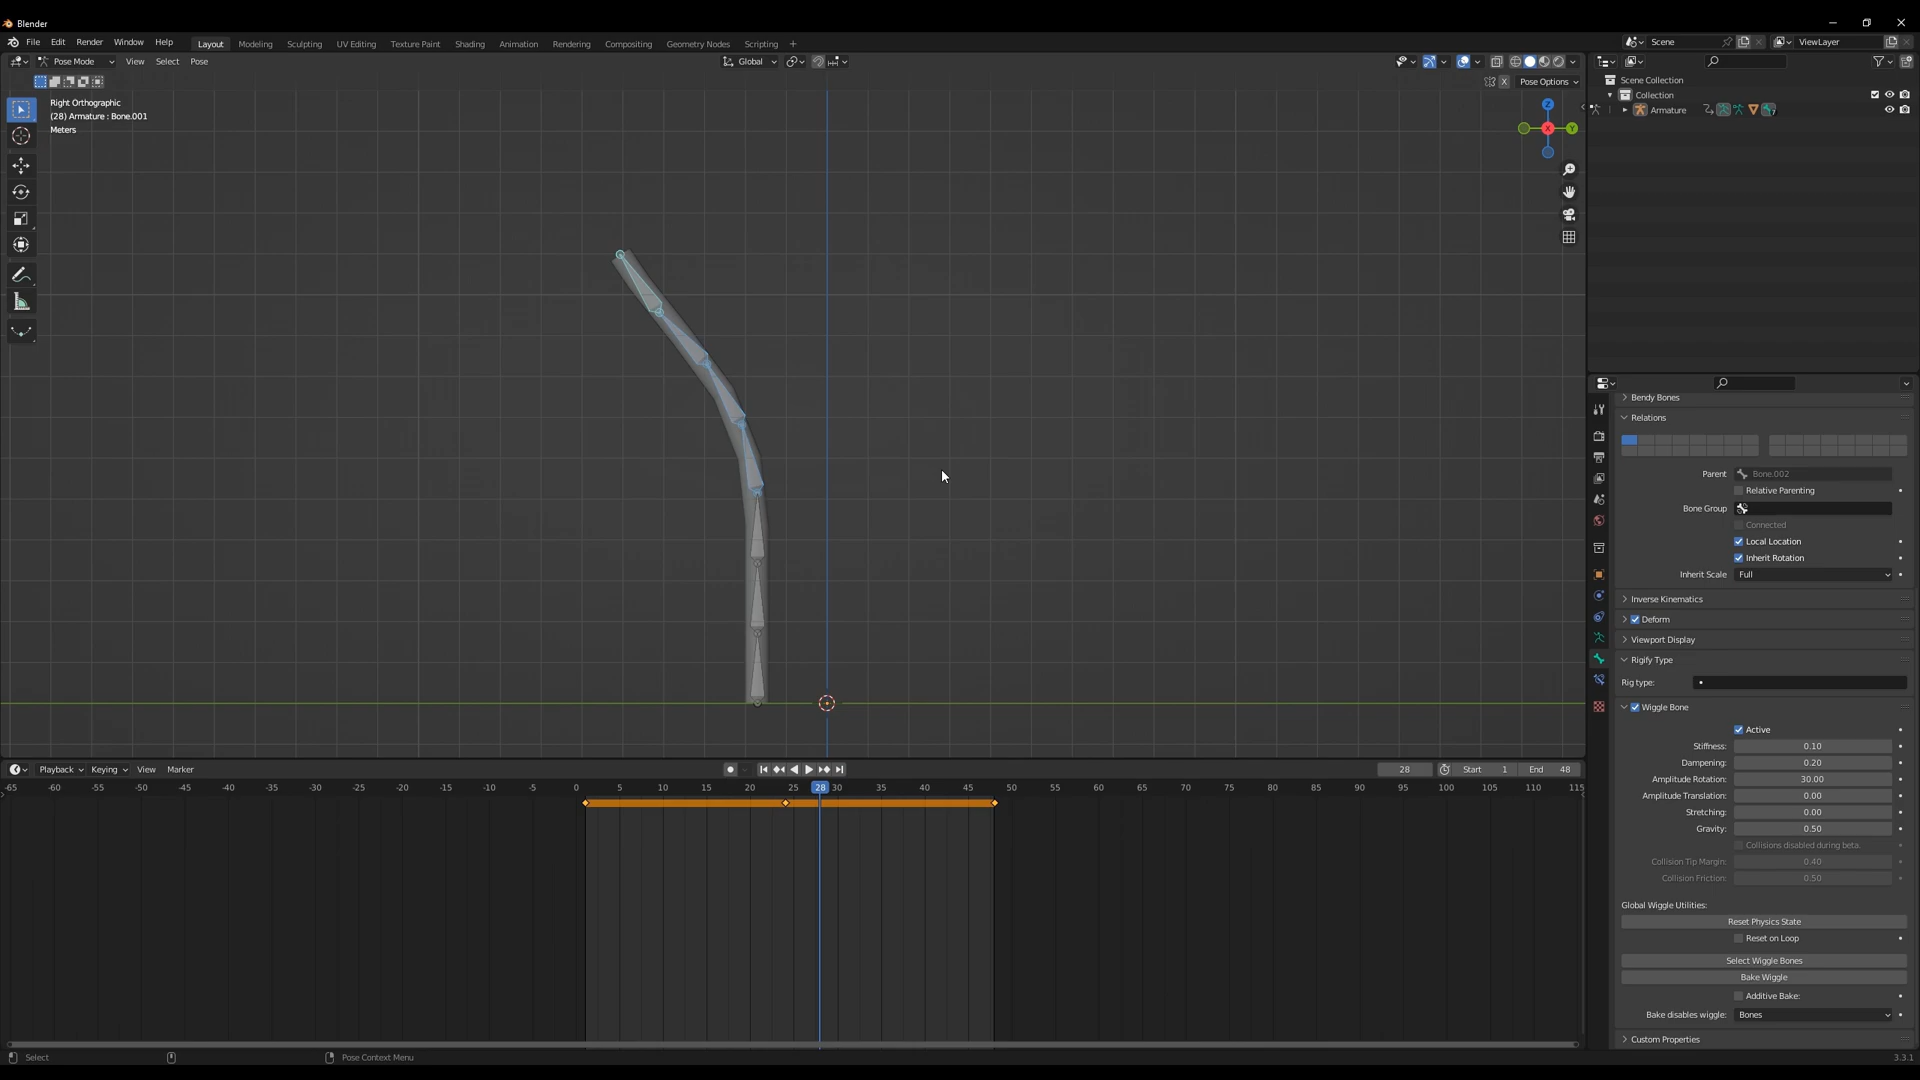 Blender
File Edit Render Window Help Layout Modeling Sculpting UV Editing Texture Paint Shading Animation Rendering Compositing Geometry Nodes Scripting + Scene ViewLayer
Pose Mode View Select Pose Global
X Pose Options
Scene Collection
Collection
Armature
Right Orthographic
(28) Armature : Bone.001
Meters
Z
X
Y
Bendy Bones
Relations
Parent Bone.002
Relative Parenting
Bone Group
Connected
Local Location
Inherit Rotation
Inherit Scale Full
Inverse Kinematics
Deform
Viewport Display
Rigify Type
Rig type:
Wiggle Bone
Active
Stiffness: 0.10
Dampening: 0.20
Amplitude Rotation: 30.00
Amplitude Translation: 0.00
Stretching: 0.00
Gravity: 0.50
Collisions disabled during beta.
Collision Tip Margin: 0.40
Collision Friction: 0.50
Global Wiggle Utilities:
Reset Physics State
Reset on Loop
Select Wiggle Bones
Bake Wiggle
Additive Bake:
Bake disables wiggle: Bones
Custom Properties
Playback Keying View Marker 28 Start 1 End 48
-65 -60 -55 -50 -45 -40 -35 -30 -25 -20 -15 -10 -5 0 5 10 15 20 25 28 30 35 40 45 50 55 60 65 70 75 80 85 90 95 100 105 110 115
Select Pose Context Menu 3.3.1